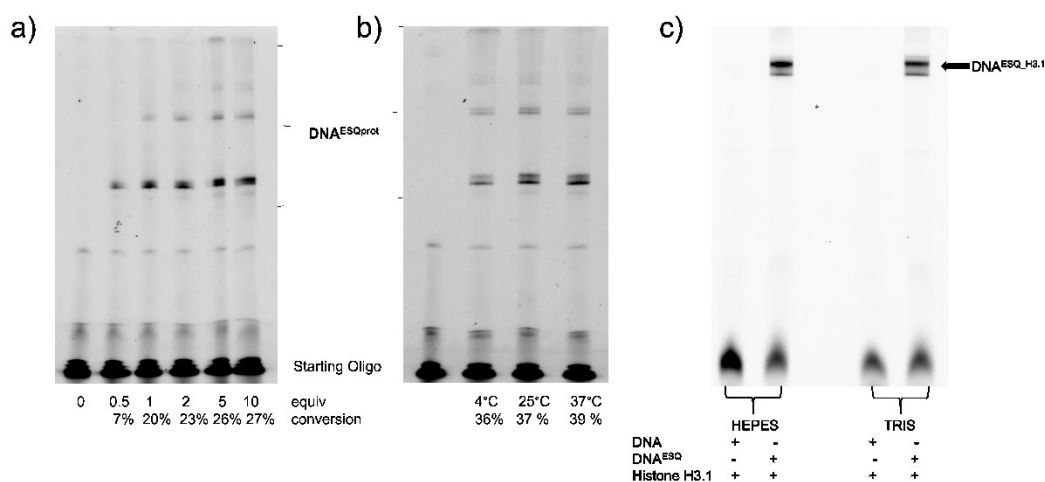 a)
b)
c)
DNA^ESQprot
DNA^ESQ_H3.1
Starting Oligo
0 0.5 1 2 5 10 equiv
7% 20% 23% 26% 27% conversion
4°C 25°C 37°C
36% 37 % 39 %
HEPES TRIS
DNA + - + -
DNA^ESQ - + - +
Histone H3.1 + + + +